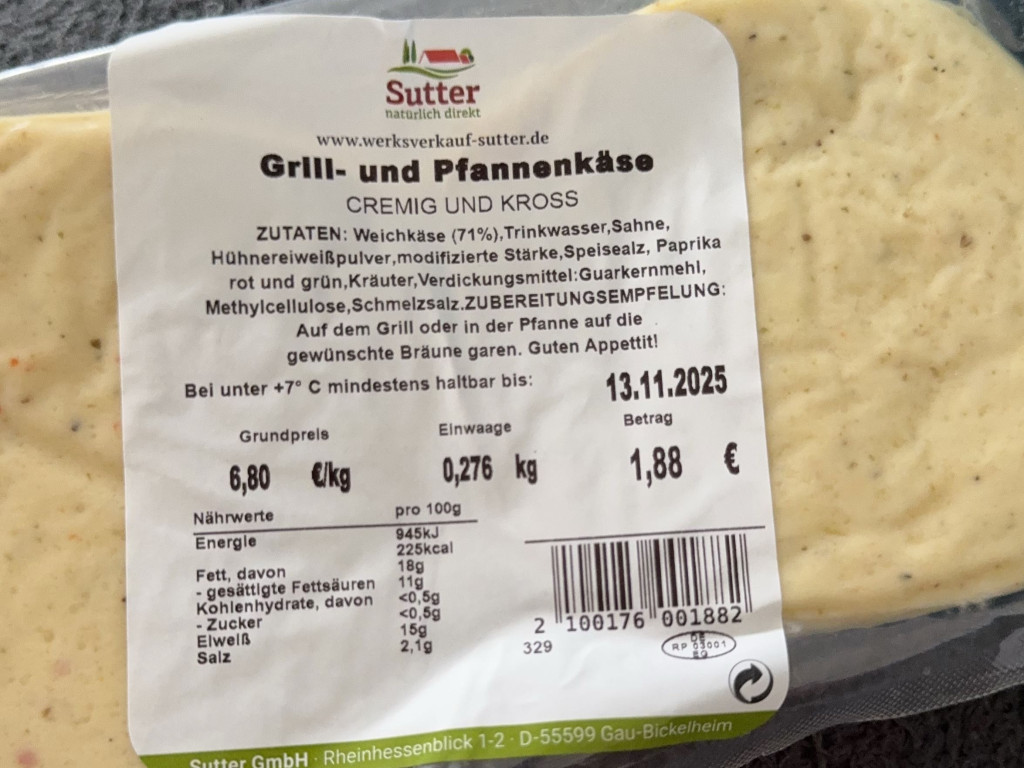 Sutter
natürlich direkt
www.werksverkauf-sutter.de
Grill- und Pfannenkäse
CREMIG UND KROSS
ZUTATEN: Weichkäse (71%),Trinkwasser,Sahne,
Hühnereiweißpulver,modifizierte Stärke,Speisealz, Paprika
rot und grün,Kräuter,Verdickungsmittel:Guarkernmehl,
Methylcellulose,Schmelzsalz.ZUBEREITUNGSEMPFELUNG:
Auf dem Grill oder in der Pfanne auf die
gewünschte Bräune garen. Guten Appettit!
Bei unter +7° C mindestens haltbar bis: 13.11.2025
Grundpreis Einwaage Betrag
6,80 €/kg 0,276 kg 1,88 €
Nährwerte pro 100g
Energie 945kJ
225kcal
Fett, davon 18g
- gesättigte Fettsäuren 11g
Kohlenhydrate, davon <0,5g
- Zucker <0,5g
Eiweiß 15g
Salz 2,1g
2 100176 001882
329
DE
RP 03001
EG
Sutter GmbH · Rheinhessenblick 1-2 · D-55599 Gau-Bickelheim